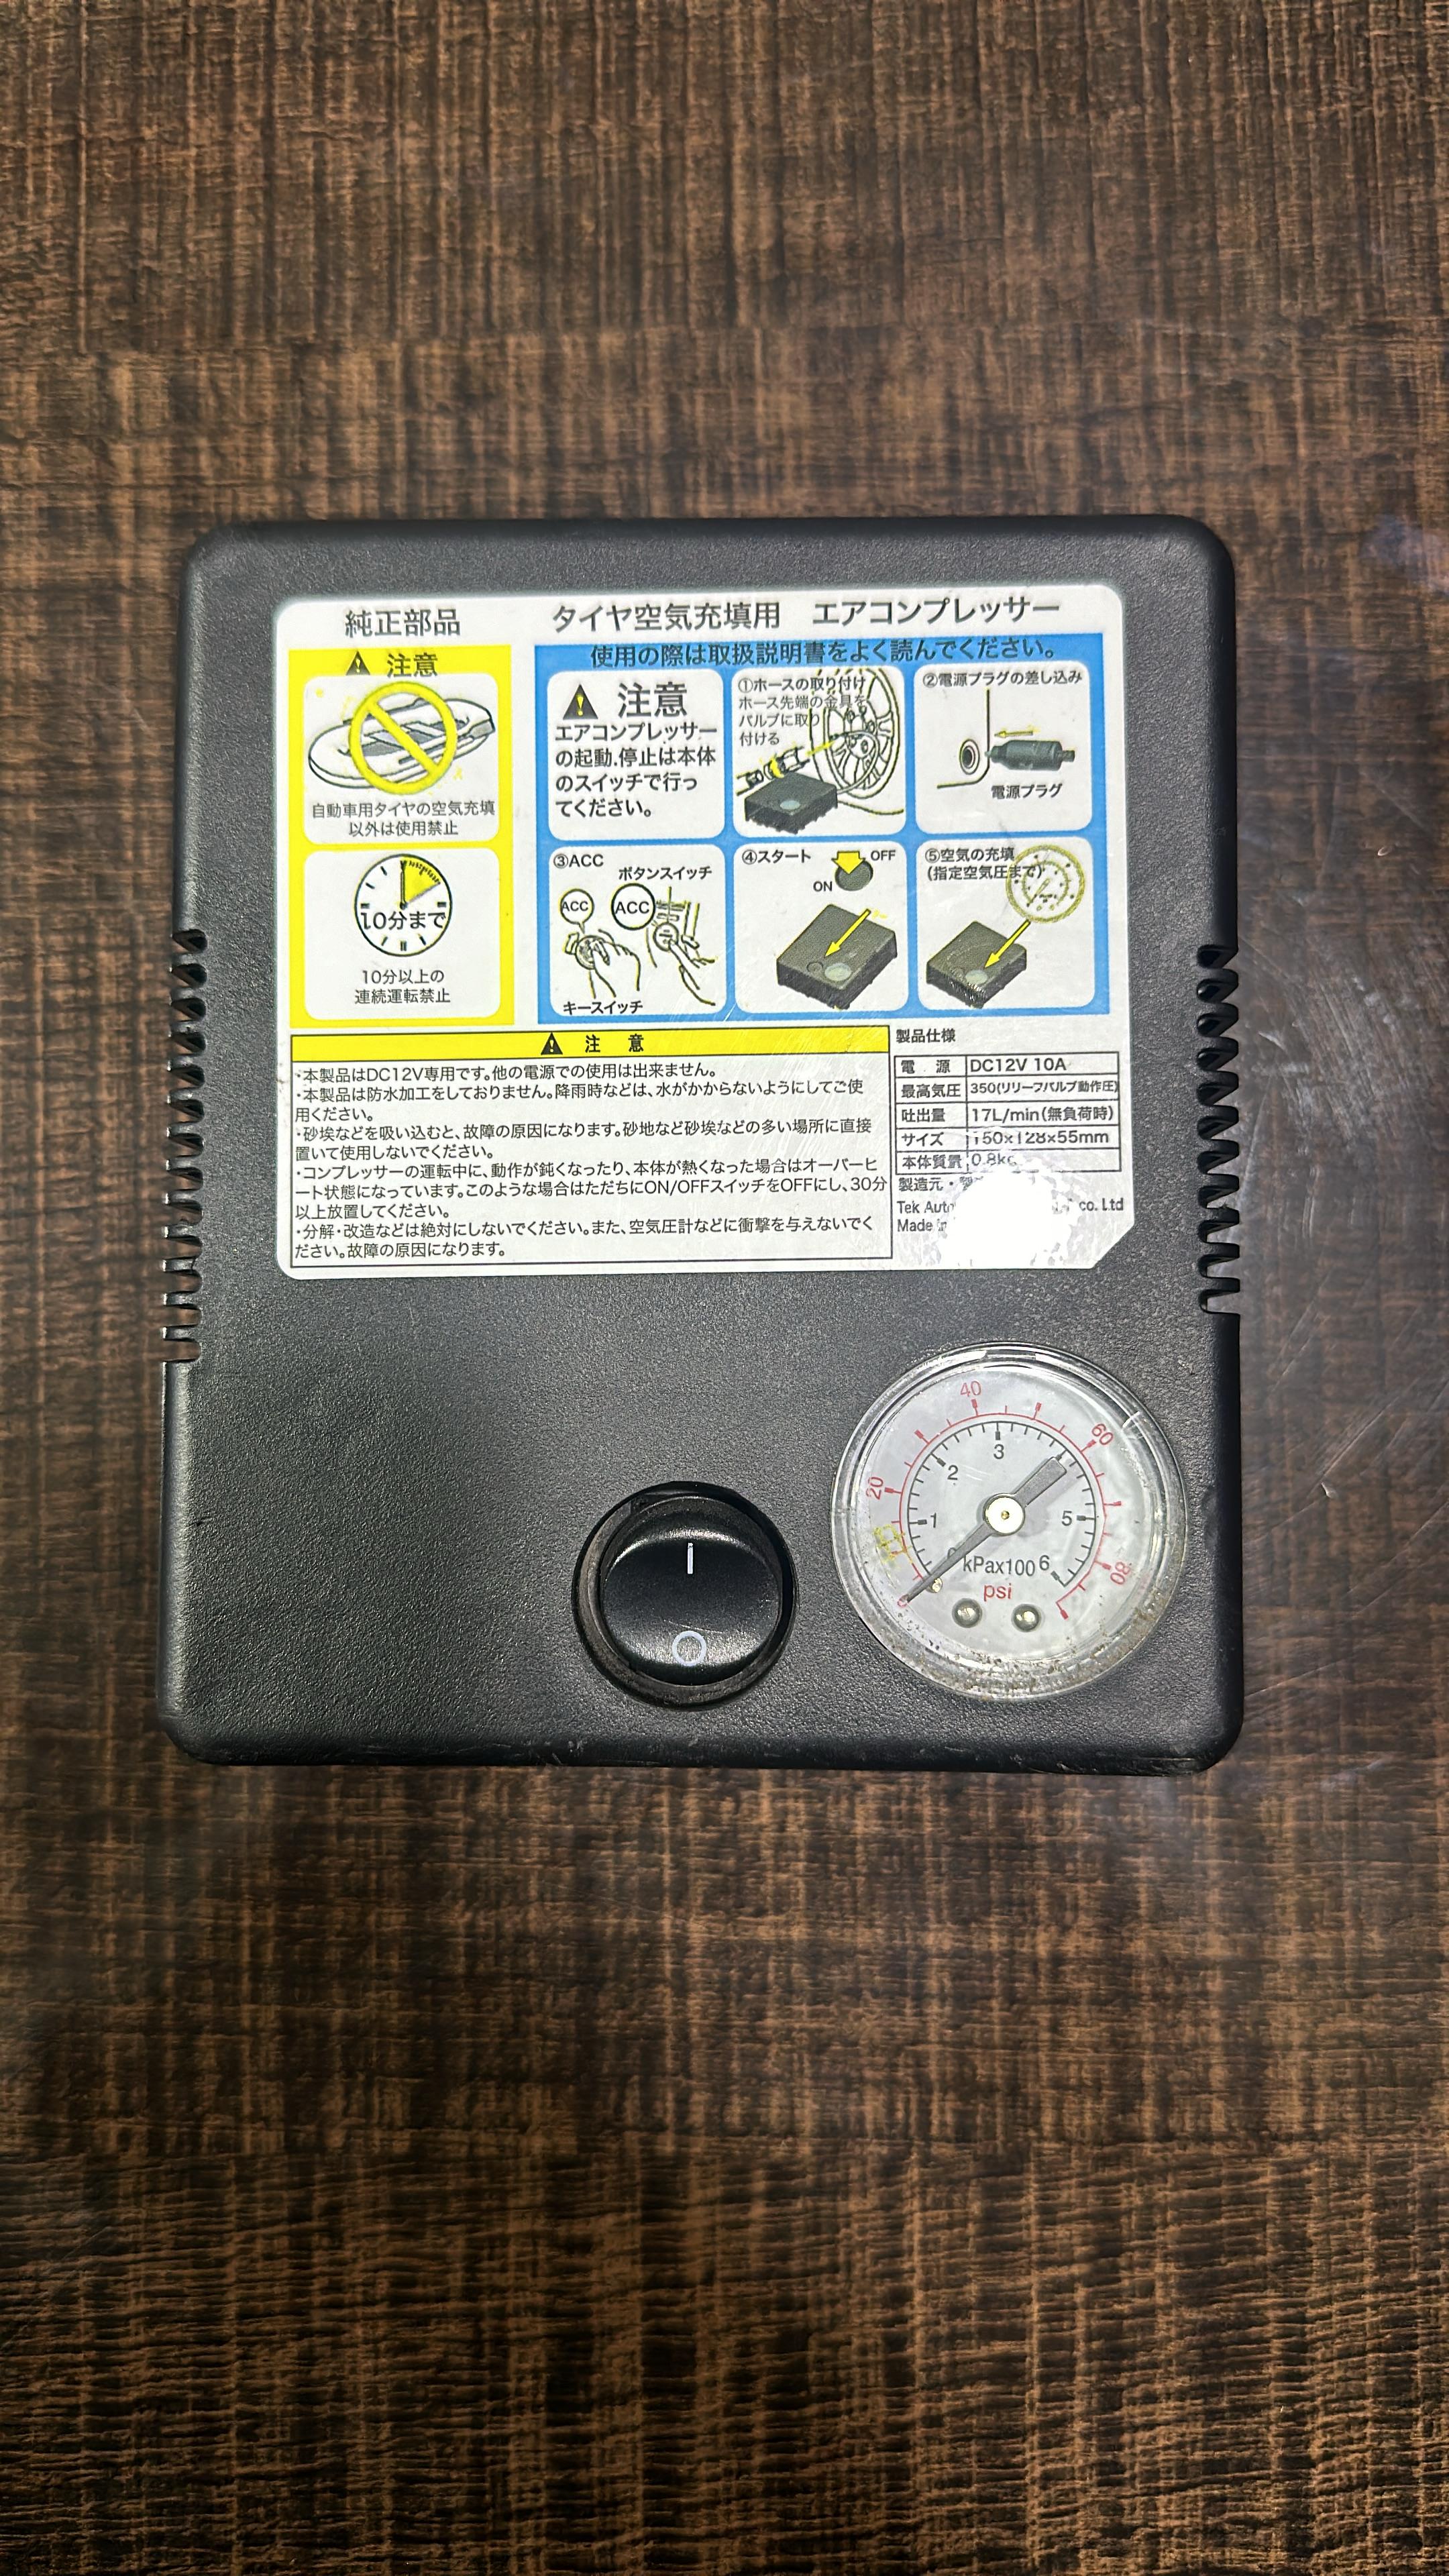 純正部品
タイヤ空気充填用 エアコンプレッサー
注意
自動車用タイヤの空気充填
以外は使用禁止
10分まで
10分以上の
連続運転禁止
使用の際は取扱説明書をよく読んでください。
注意
エアコンプレッサー
の起動、停止は本体
のスイッチで行っ
てください。
①ホースの取り付け
ホース先端の金具を
バルブに取り
付ける
②電源プラグの差し込み
電源プラグ
③ACC
ボタンスイッチ
ACC
ACC
キースイッチ
④スタート
OFF
ON
⑤空気の充填
(指定空気圧まで)
注 意
・本製品はDC12V専用です。他の電源での使用は出来ません。
・本製品は防水加工をしておりません。降雨時などは、水がかからないようにしてご使
用ください。
・砂埃などを吸い込むと、故障の原因になります。砂地など砂埃などの多い場所に直接
置いて使用しないでください。
・コンプレッサーの運転中に、動作が鈍くなったり、本体が熱くなった場合はオーバーヒ
ート状態になっています。このような場合はただちにON/OFFスイッチをOFFにし、30分
以上放置してください。
・分解・改造などは絶対にしないでください。また、空気圧計などに衝撃を与えないでく
ださい。故障の原因になります。
製品仕様
電 源 DC12V 10A
最高気圧 350(リリーフバルブ動作圧)
吐出量 17L/min(無負荷時)
サイズ 150×128×55mm
本体質量 0.8kg
製造元・
Tek co. Ltd
Made in
20 40 60 80
1 2 3 5 6
kPax100
psi